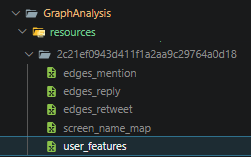 GraphAnalysis
resources
2c21ef0943d411f1a2aa9c29764a0d18
edges_mention
edges_reply
edges_retweet
screen_name_map
user_features